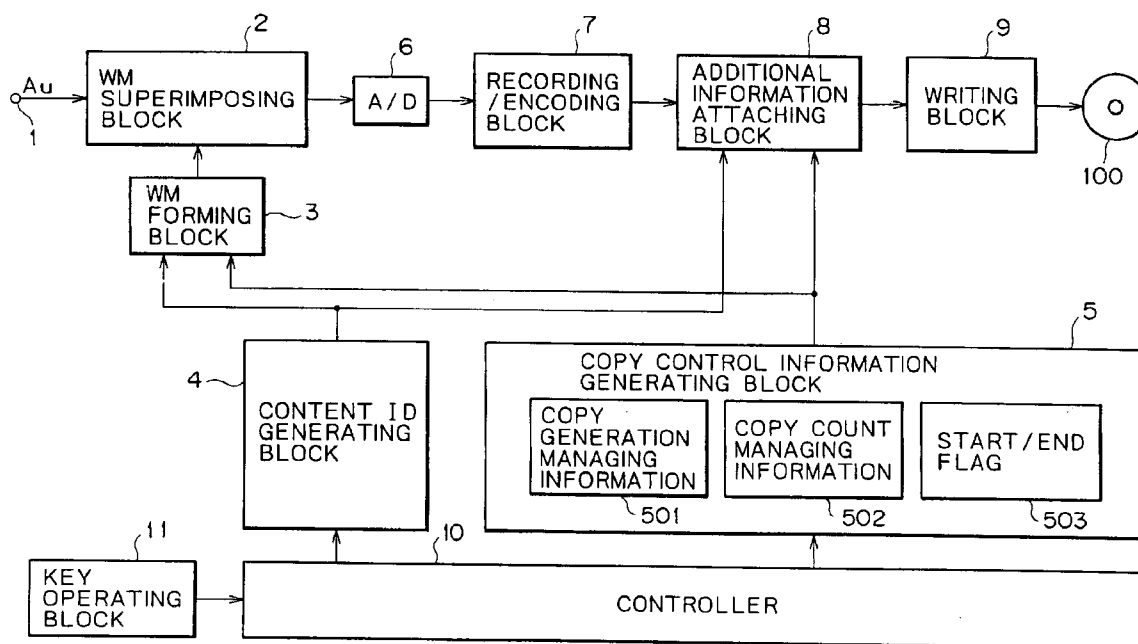 2
6
7
8
9
Au
1
WM
SUPERIMPOSING
BLOCK
A/D
RECORDING
/ENCODING
BLOCK
ADDITIONAL
INFORMATION
ATTACHING
BLOCK
WRITING
BLOCK
100
WM
FORMING
BLOCK
3
4
CONTENT ID
GENERATING
BLOCK
5
COPY CONTROL INFORMATION
GENERATING BLOCK
COPY
GENERATION
MANAGING
INFORMATION
COPY COUNT
MANAGING
INFORMATION
START/END
FLAG
501
502
503
11
10
KEY
OPERATING
BLOCK
CONTROLLER